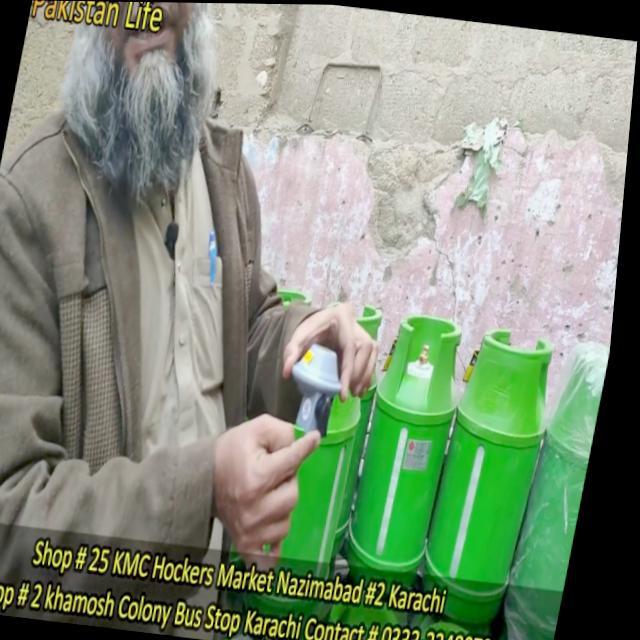 Pakistan Life
Shop # 25 KMC Hockers Market Nazimabad #2 Karachi
# 2 khamosh Colony Bus Stop Karachi Contact #